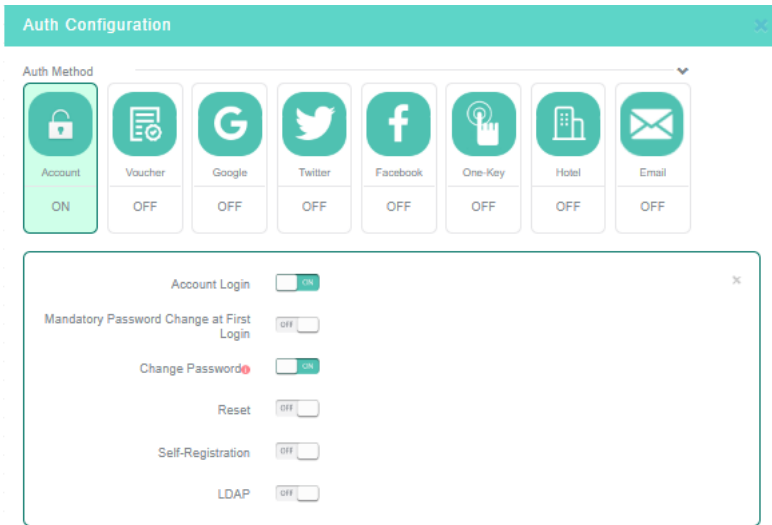 Auth Configuration
Auth Method
Account Voucher Google Twitter Facebook One-Key Hotel Email
ON OFF OFF OFF OFF OFF OFF OFF
Account Login ON
Mandatory Password Change at First
Login OFF
Change Password ON
Reset OFF
Self-Registration OFF
LDAP OFF